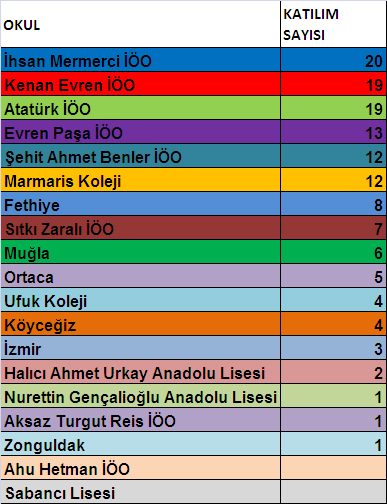 OKUL KATILIM SAYISI
İhsan Mermerci İÖO 20
Kenan Evren İÖO 19
Atatürk İÖO 19
Evren Paşa İÖO 13
Şehit Ahmet Benler İÖO 12
Marmaris Koleji 12
Fethiye 8
Sıtkı Zaralı İÖO 7
Muğla 6
Ortaca 5
Ufuk Koleji 4
Köyceğiz 4
İzmir 3
Halıcı Ahmet Urkay Anadolu Lisesi 2
Nurettin Gençalioğlu Anadolu Lisesi 1
Aksaz Turgut Reis İÖO 1
Zonguldak 1
Ahu Hetman İÖO
Sabancı Lisesi